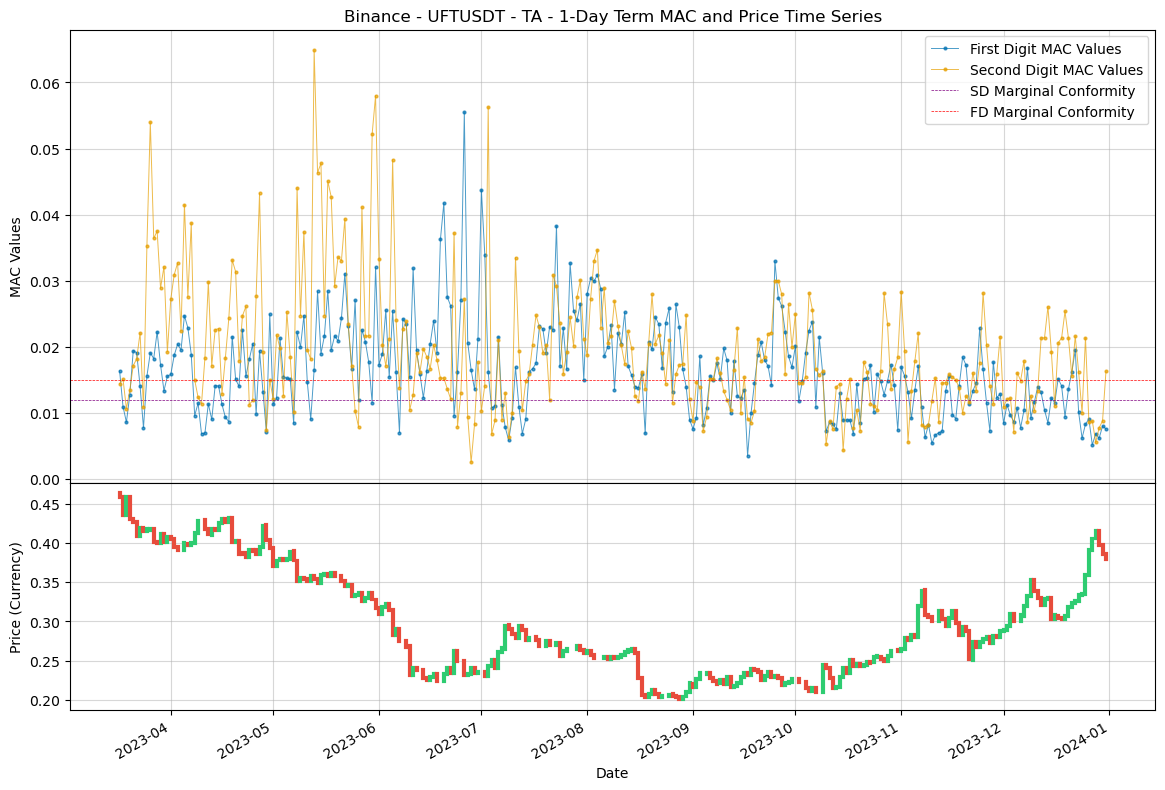 Binance - UFTUSDT - TA - 1-Day Term MAC and Price Time Series
First Digit MAC Values
Second Digit MAC Values
SD Marginal Conformity
FD Marginal Conformity
MAC Values
0.06
0.05
0.04
0.03
0.02
0.01
0.00
Price (Currency)
0.45
0.40
0.35
0.30
0.25
0.20
2023-04
2023-05
2023-06
2023-07
2023-08
2023-09
2023-10
2023-11
2023-12
2024-01
Date